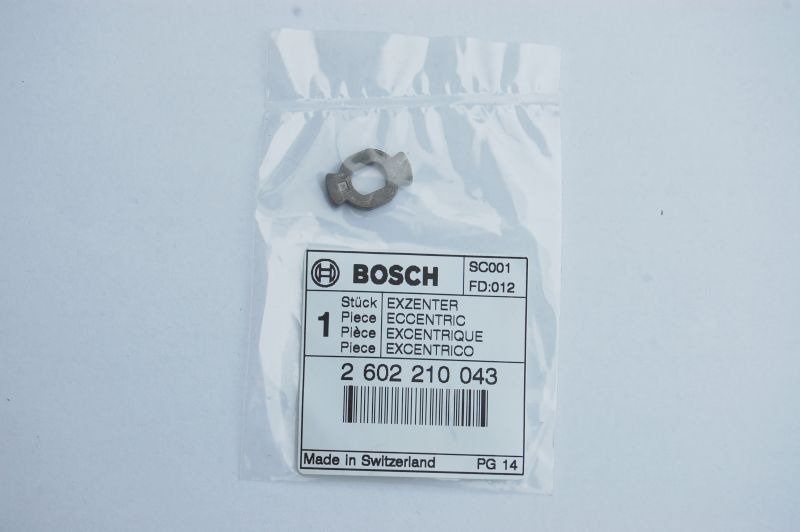 BOSCH
SC001
FD:012
1
Stück EXZENTER
Piece ECCENTRIC
Pièce EXCENTRIQUE
Piece EXCENTRICO
2 602 210 043
Made in Switzerland PG 14